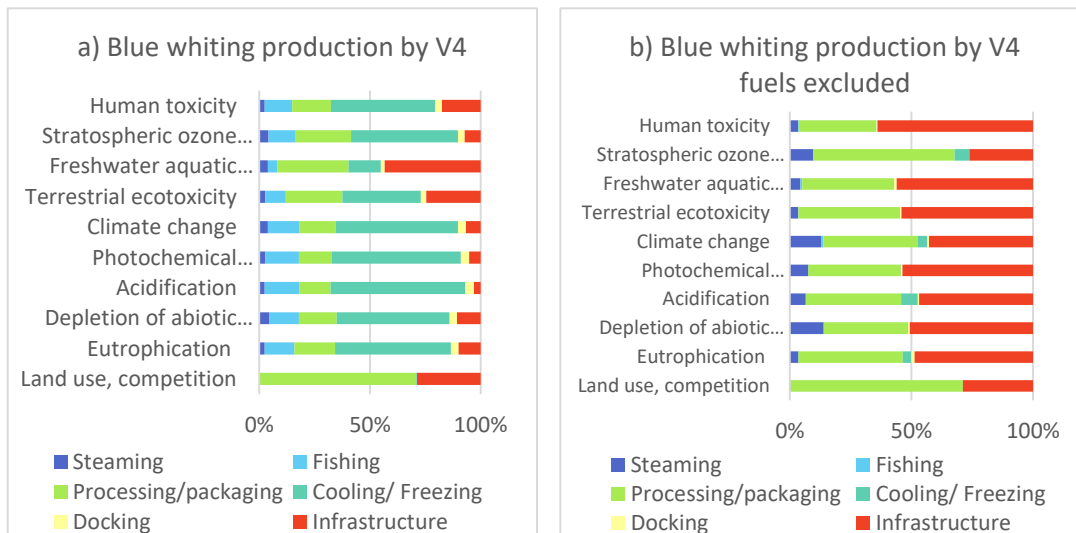 a) Blue whiting production by V4
Human toxicity
Stratospheric ozone...
Freshwater aquatic...
Terrestrial ecotoxicity
Climate change
Photochemical...
Acidification
Depletion of abiotic...
Eutrophication
Land use, competition
0% 50% 100%
Steaming Fishing
Processing/packaging Cooling/ Freezing
Docking Infrastructure
b) Blue whiting production by V4
fuels excluded
Human toxicity
Stratospheric ozone...
Freshwater aquatic...
Terrestrial ecotoxicity
Climate change
Photochemical...
Acidification
Depletion of abiotic...
Eutrophication
Land use, competition
0% 50% 100%
Steaming Fishing
Processing/packaging Cooling/ Freezing
Docking Infrastructure